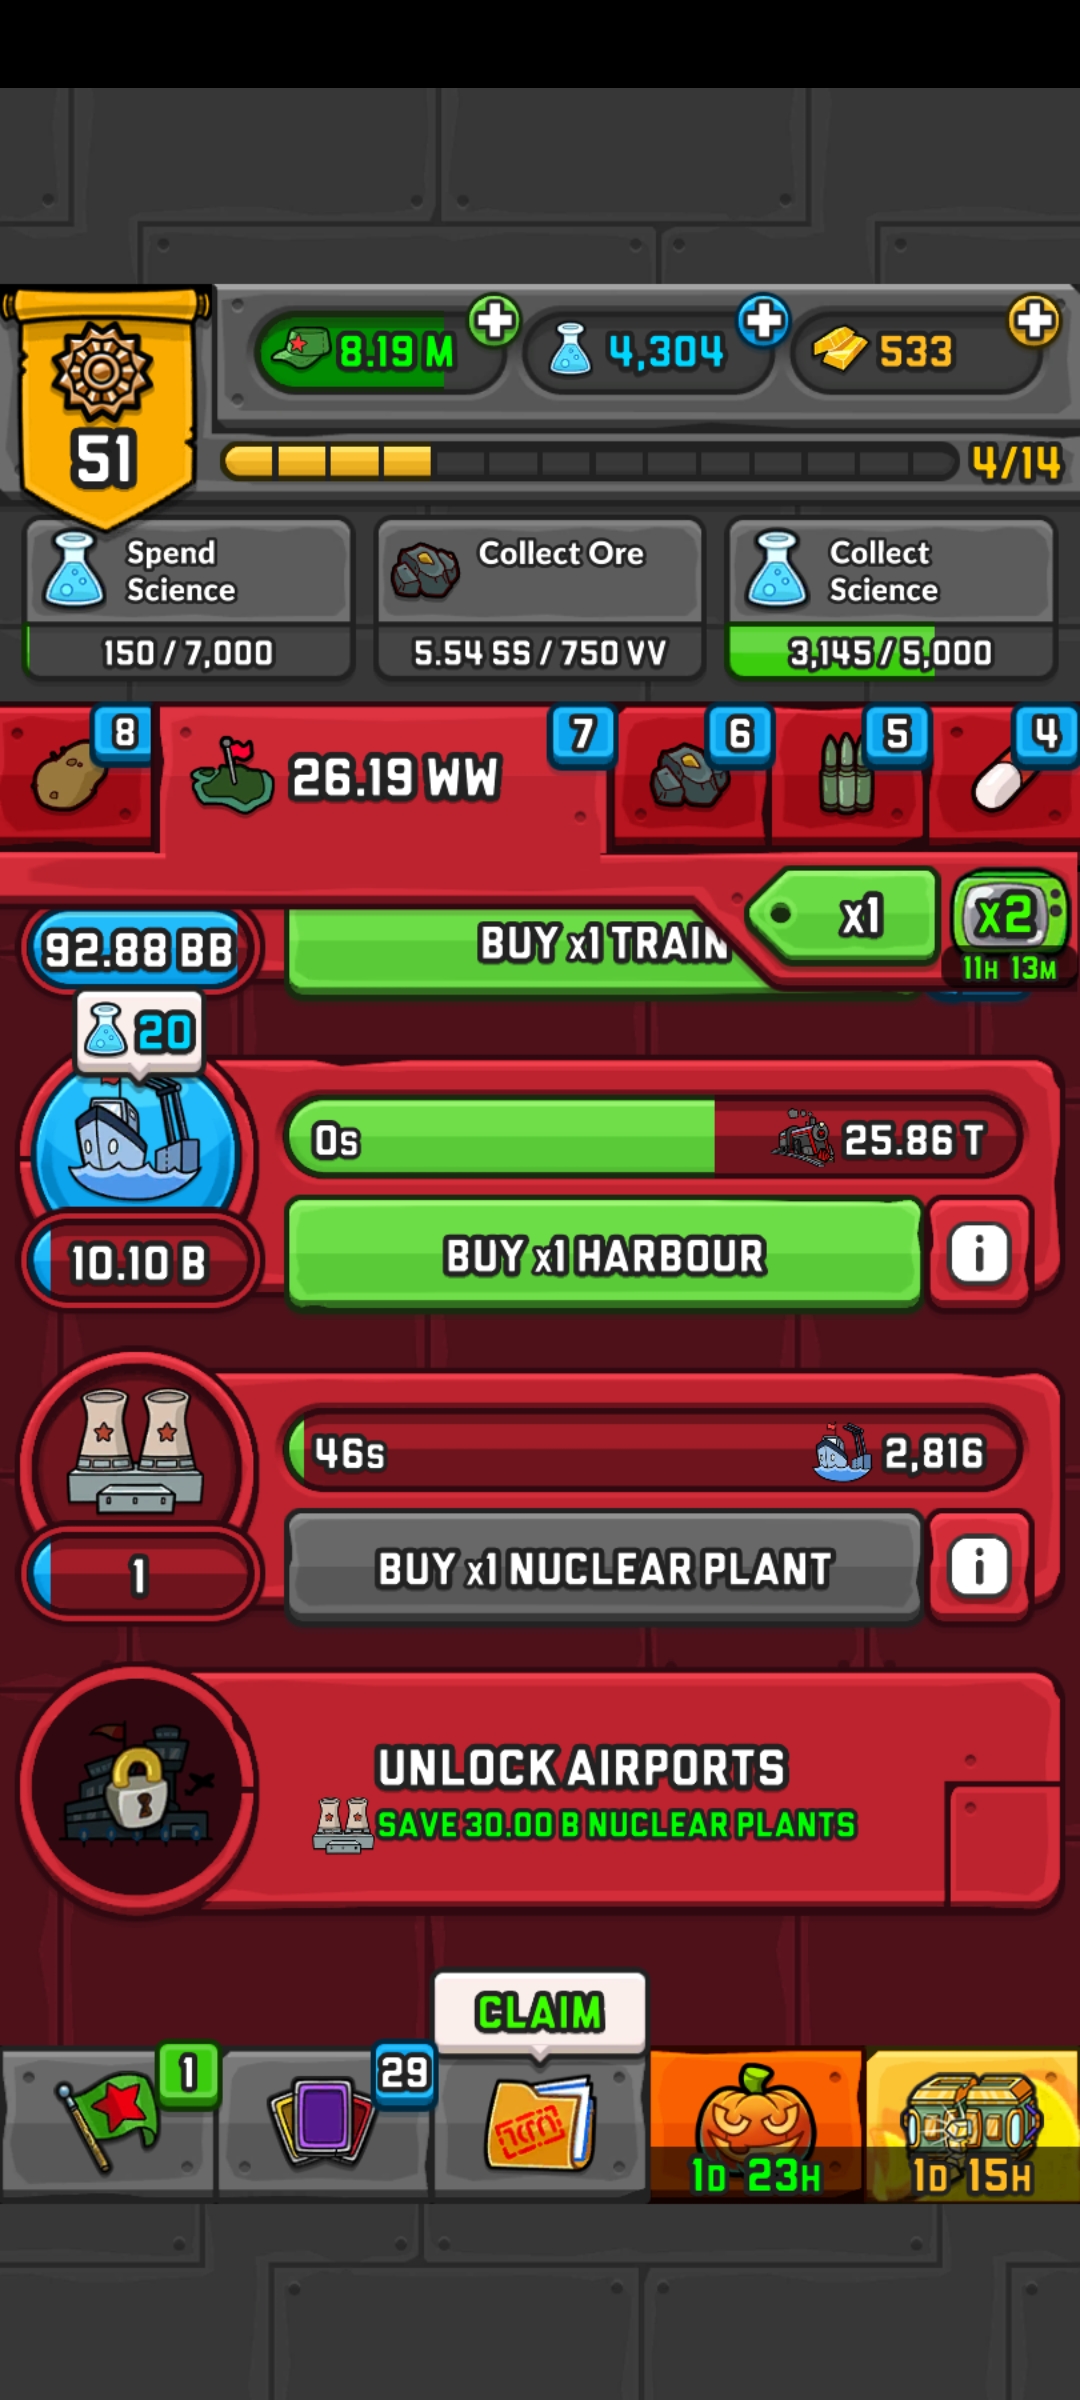 8.19 M
4,304
533
51
4/14
Spend
Science
150 / 7,000
Collect Ore
5.54 SS / 750 VV
Collect
Science
3,145 / 5,000
8
26.19 WW
7
6
5
4
x1
x2
11H 13M
92.88 BB
BUY x1 TRAIN
20
0s
25.86 T
10.10 B
BUY x1 HARBOUR
i
46s
2,816
1
BUY x1 NUCLEAR PLANT
i
UNLOCK AIRPORTS
SAVE 30.00 B NUCLEAR PLANTS
CLAIM
1
29
1D 23H
1D 15H